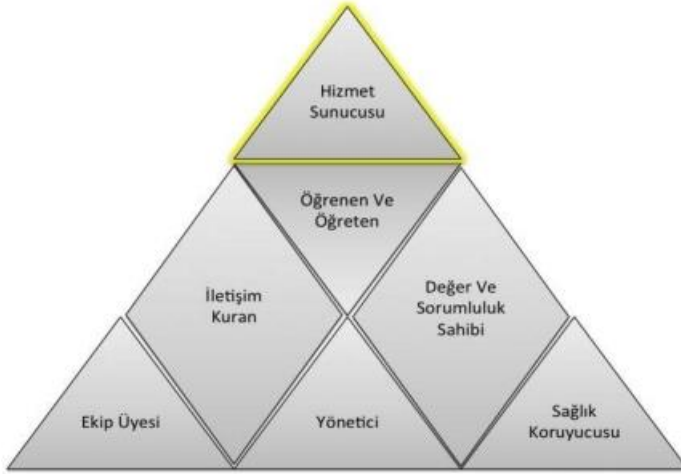 Hizmet
Sunucusu
Öğrenen Ve
Öğreten
İletişim
Kuran
Değer Ve
Sorumluluk
Sahibi
Ekip Üyesi
Yönetici
Sağlık
Koruyucusu